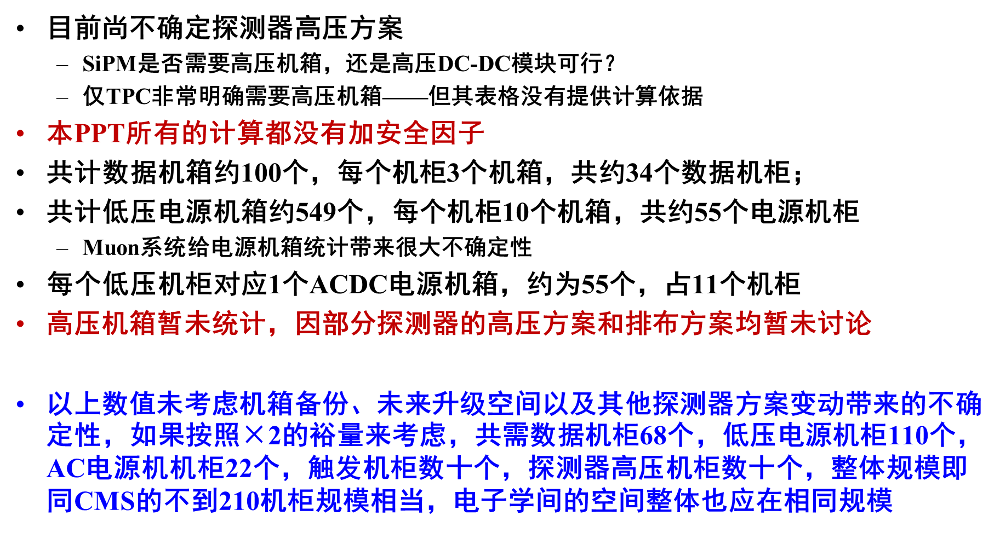 • 目前尚不确定探测器高压方案
– SiPM是否需要高压机箱，还是高压DC-DC模块可行？
– 仅TPC非常明确需要高压机箱——但其表格没有提供计算依据
• 本PPT所有的计算都没有加安全因子
• 共计数据机箱约100个，每个机柜3个机箱，共约34个数据机柜；
• 共计低压电源机箱约549个，每个机柜10个机箱，共约55个电源机柜
– Muon系统给电源机箱统计带来很大不确定性
• 每个低压机柜对应1个ACDC电源机箱，约为55个，占11个机柜
• 高压机箱暂未统计，因部分探测器的高压方案和排布方案均暂未讨论
• 以上数值未考虑机箱备份、未来升级空间以及其他探测器方案变动带来的不确
定性，如果按照×2的裕量来考虑，共需数据机柜68个，低压电源机柜110个，
AC电源机机柜22个，触发机柜数十个，探测器高压机柜数十个，整体规模即
同CMS的不到210机柜规模相当，电子学间的空间整体也应在相同规模